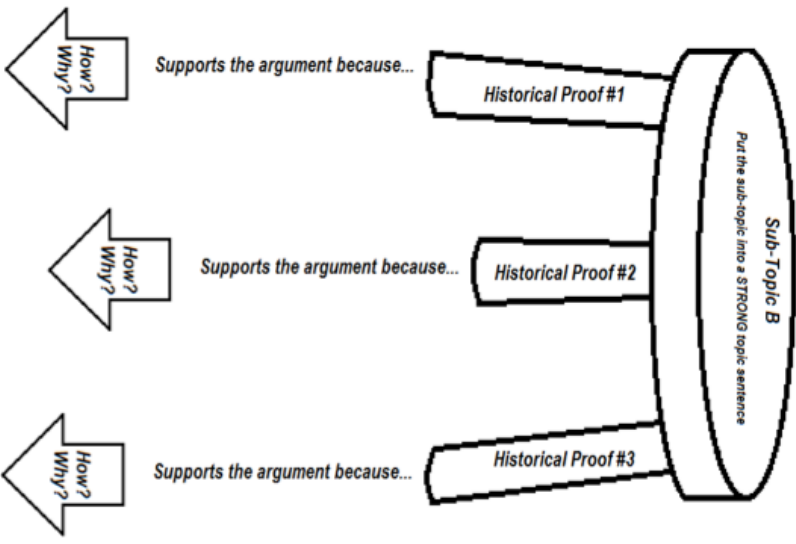 Sub-Topic B
Put the sub-topic into a STRONG topic sentence
Historical Proof #1
Supports the argument because...
How?
Why?
Historical Proof #2
Supports the argument because...
How?
Why?
Historical Proof #3
Supports the argument because...
How?
Why?